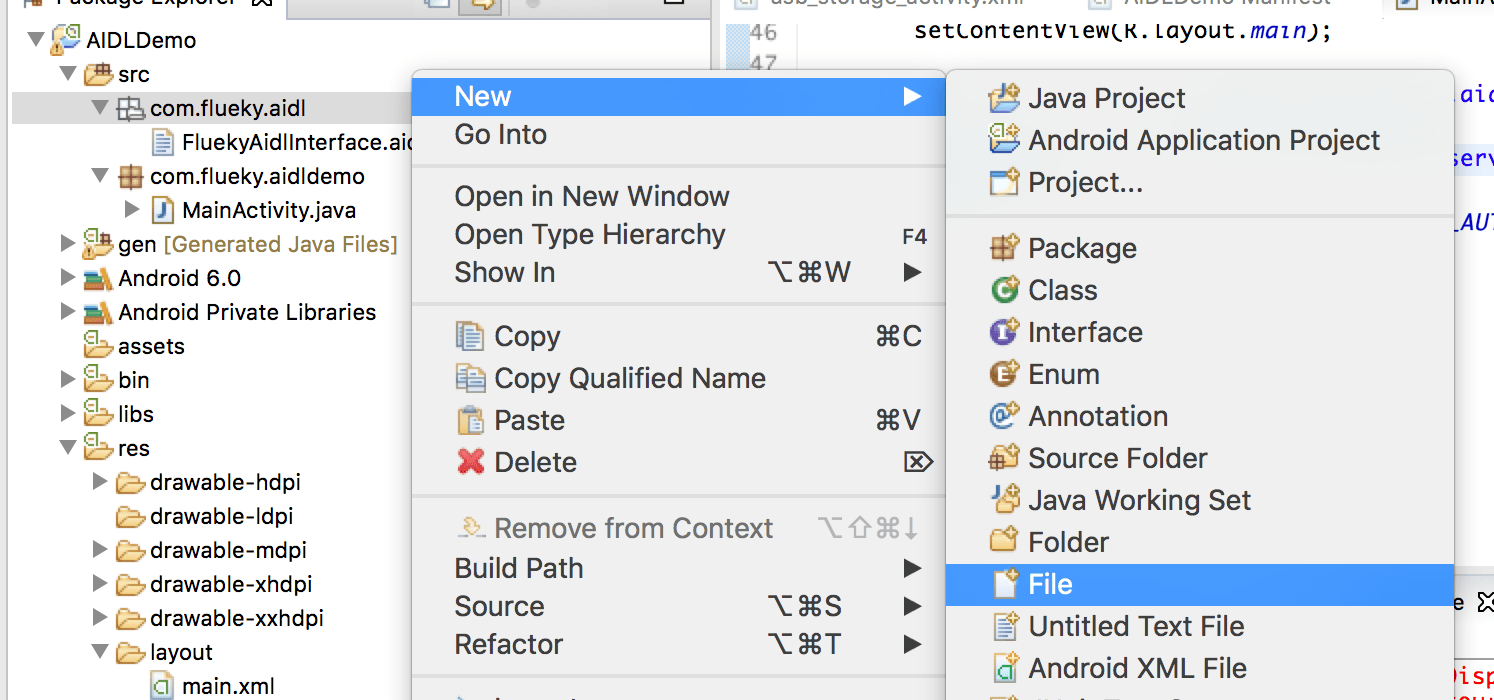 Package Explorer
usb_storage_activity.xml
AIDLDemo Manifest
AIDLDemo
src
com.flueky.aidl
FluekyAidlInterface.aid
com.flueky.aidldemo
MainActivity.java
gen [Generated Java Files]
Android 6.0
Android Private Libraries
assets
bin
libs
res
drawable-hdpi
drawable-ldpi
drawable-mdpi
drawable-xhdpi
drawable-xxhdpi
layout
main.xml
46 setContentView(R.layout.main);
47
New
Go Into
Open in New Window
Open Type Hierarchy F4
Show In ⌥⌘W
Copy ⌘C
Copy Qualified Name
Paste ⌘V
Delete ⌦
Remove from Context ⌥⇧⌘↓
Build Path
Source ⌥⌘S
Refactor ⌥⌘T
Java Project
Android Application Project
Project...
Package
Class
Interface
Enum
Annotation
Source Folder
Java Working Set
Folder
File
Untitled Text File
Android XML File
.aid
serv
_AUT